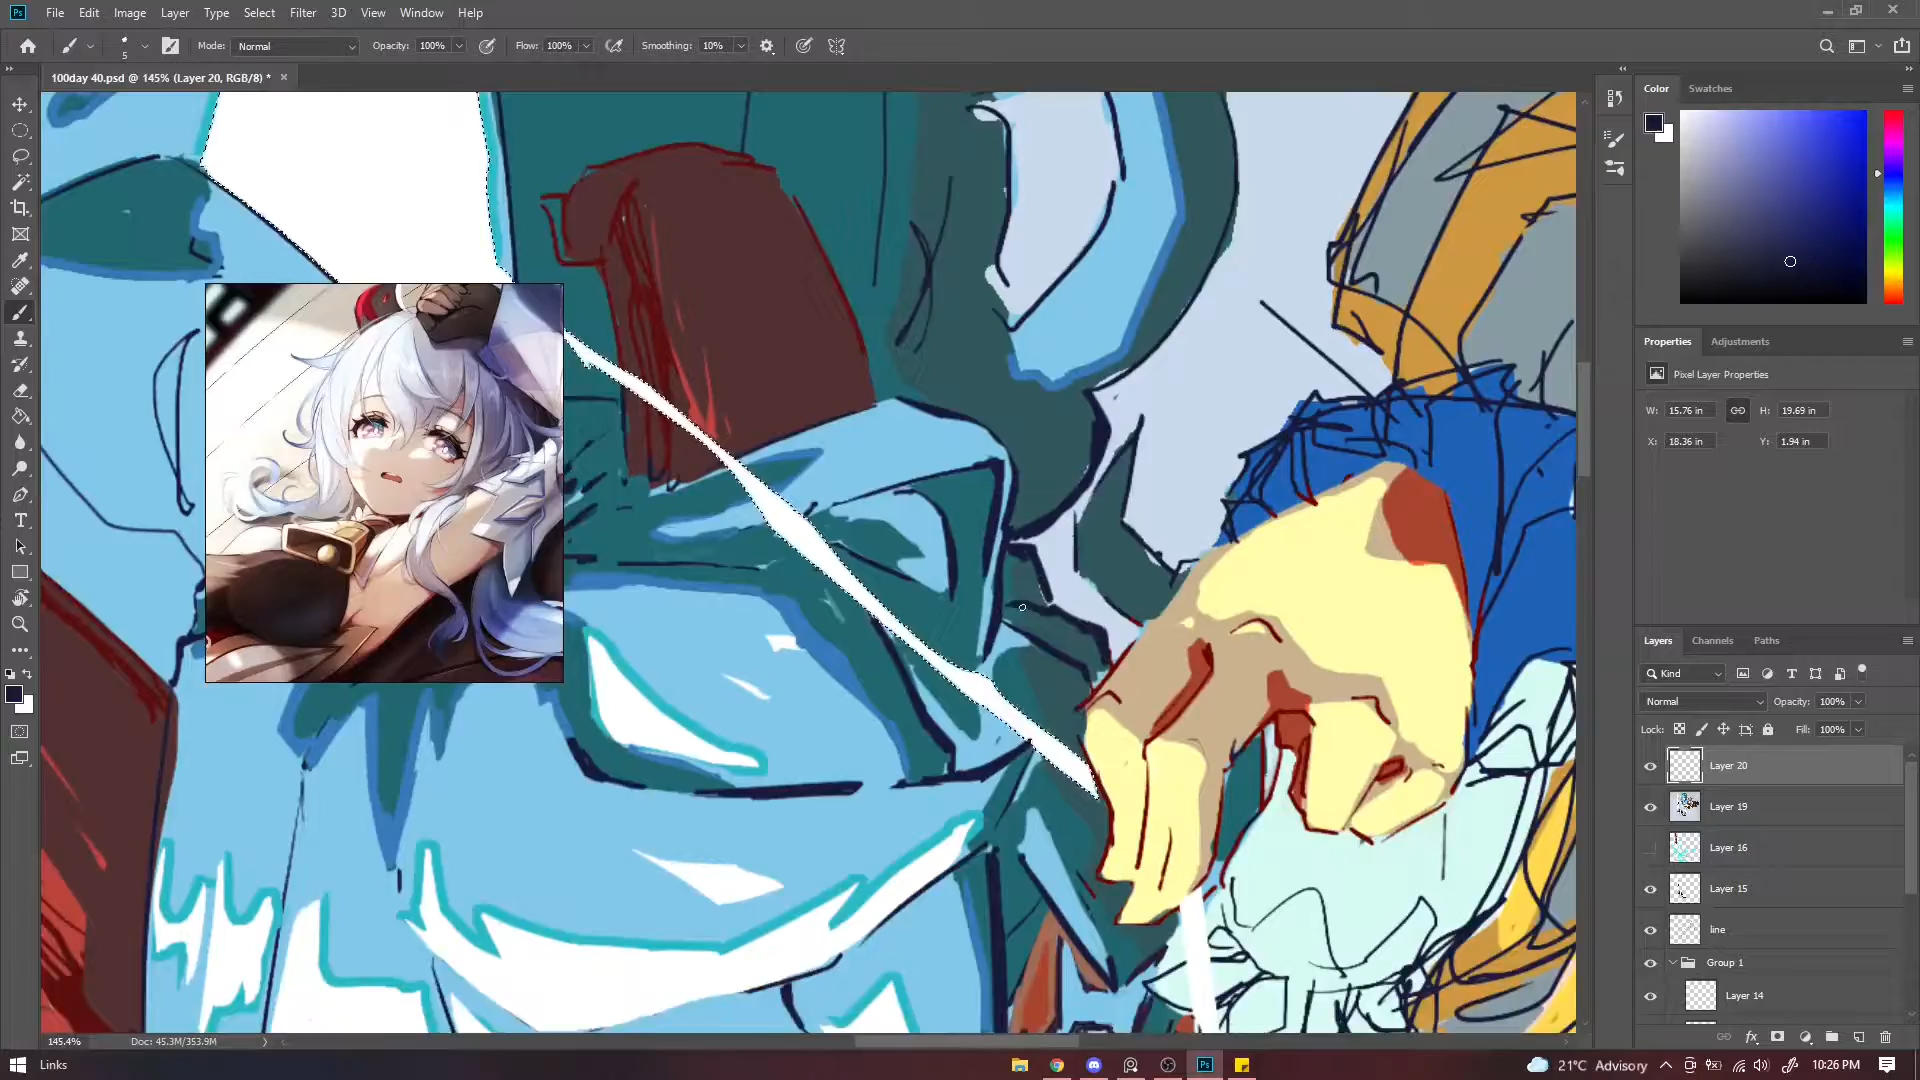 Ps File Edit Image Layer Type Select Filter 3D View Window Help
5 Mode: Normal Opacity: 100% Flow: 100% Smoothing: 10%
100day 40.psd @ 145% (Layer 20, RGB/8) *
Color Swatches
Properties Adjustments
Pixel Layer Properties
W: 15.76 in H: 19.69 in
X: 18.36 in Y: 1.94 in
Layers Channels Paths
Kind
Normal Opacity: 100%
Lock: Fill: 100%
Layer 20
Layer 19
Layer 16
Layer 15
line
Group 1
Layer 14
145.4% Doc: 45.3M/353.9M
Links Ps 21°C Advisory 10:26 PM